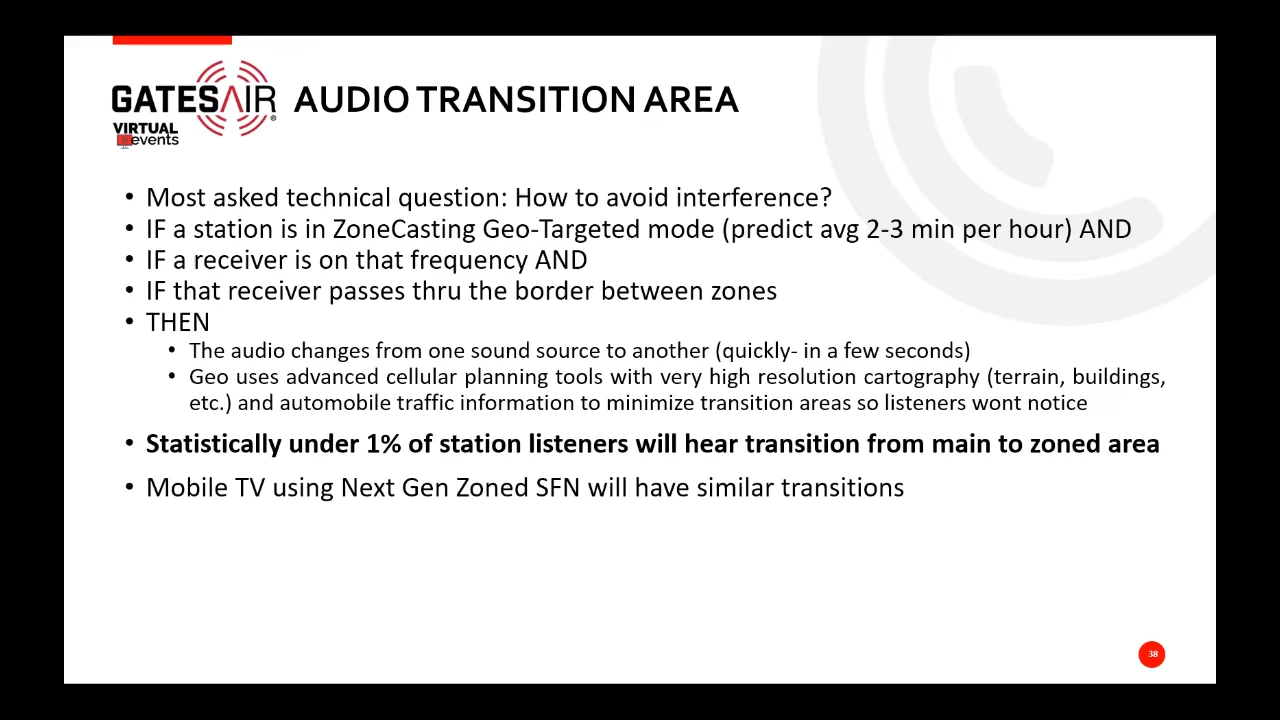 GATESAIR®
VIRTUAL
events
AUDIO TRANSITION AREA
• Most asked technical question: How to avoid interference?
• IF a station is in ZoneCasting Geo-Targeted mode (predict avg 2-3 min per hour) AND
• IF a receiver is on that frequency AND
• IF that receiver passes thru the border between zones
• THEN
• The audio changes from one sound source to another (quickly- in a few seconds)
• Geo uses advanced cellular planning tools with very high resolution cartography (terrain, buildings,
etc.) and automobile traffic information to minimize transition areas so listeners wont notice
• Statistically under 1% of station listeners will hear transition from main to zoned area
• Mobile TV using Next Gen Zoned SFN will have similar transitions
38